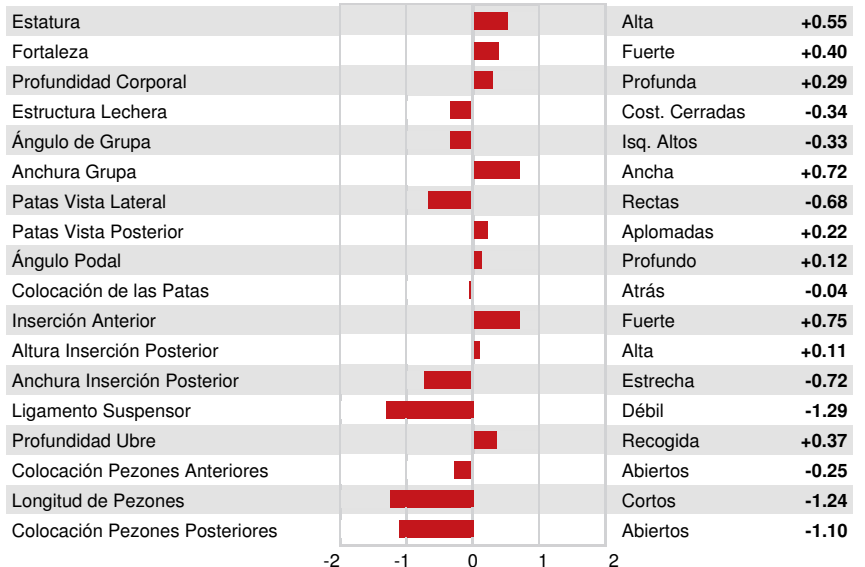 Estatura Alta +0.55
Fortaleza Fuerte +0.40
Profundidad Corporal Profunda +0.29
Estructura Lechera Cost. Cerradas -0.34
Ángulo de Grupa Isq. Altos -0.33
Anchura Grupa Ancha +0.72
Patas Vista Lateral Rectas -0.68
Patas Vista Posterior Aplomadas +0.22
Ángulo Podal Profundo +0.12
Colocación de las Patas Atrás -0.04
Inserción Anterior Fuerte +0.75
Altura Inserción Posterior Alta +0.11
Anchura Inserción Posterior Estrecha -0.72
Ligamento Suspensor Débil -1.29
Profundidad Ubre Recogida +0.37
Colocación Pezones Anteriores Abiertos -0.25
Longitud de Pezones Cortos -1.24
Colocación Pezones Posteriores Abiertos -1.10
-2 -1 0 1 2